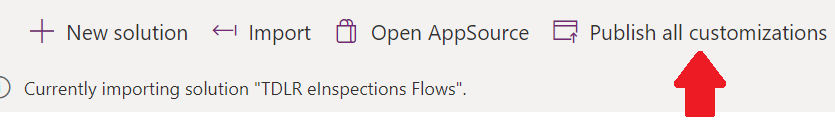 New solution Import Open AppSource Publish all customizations
Currently importing solution "TDLR eInspections Flows".